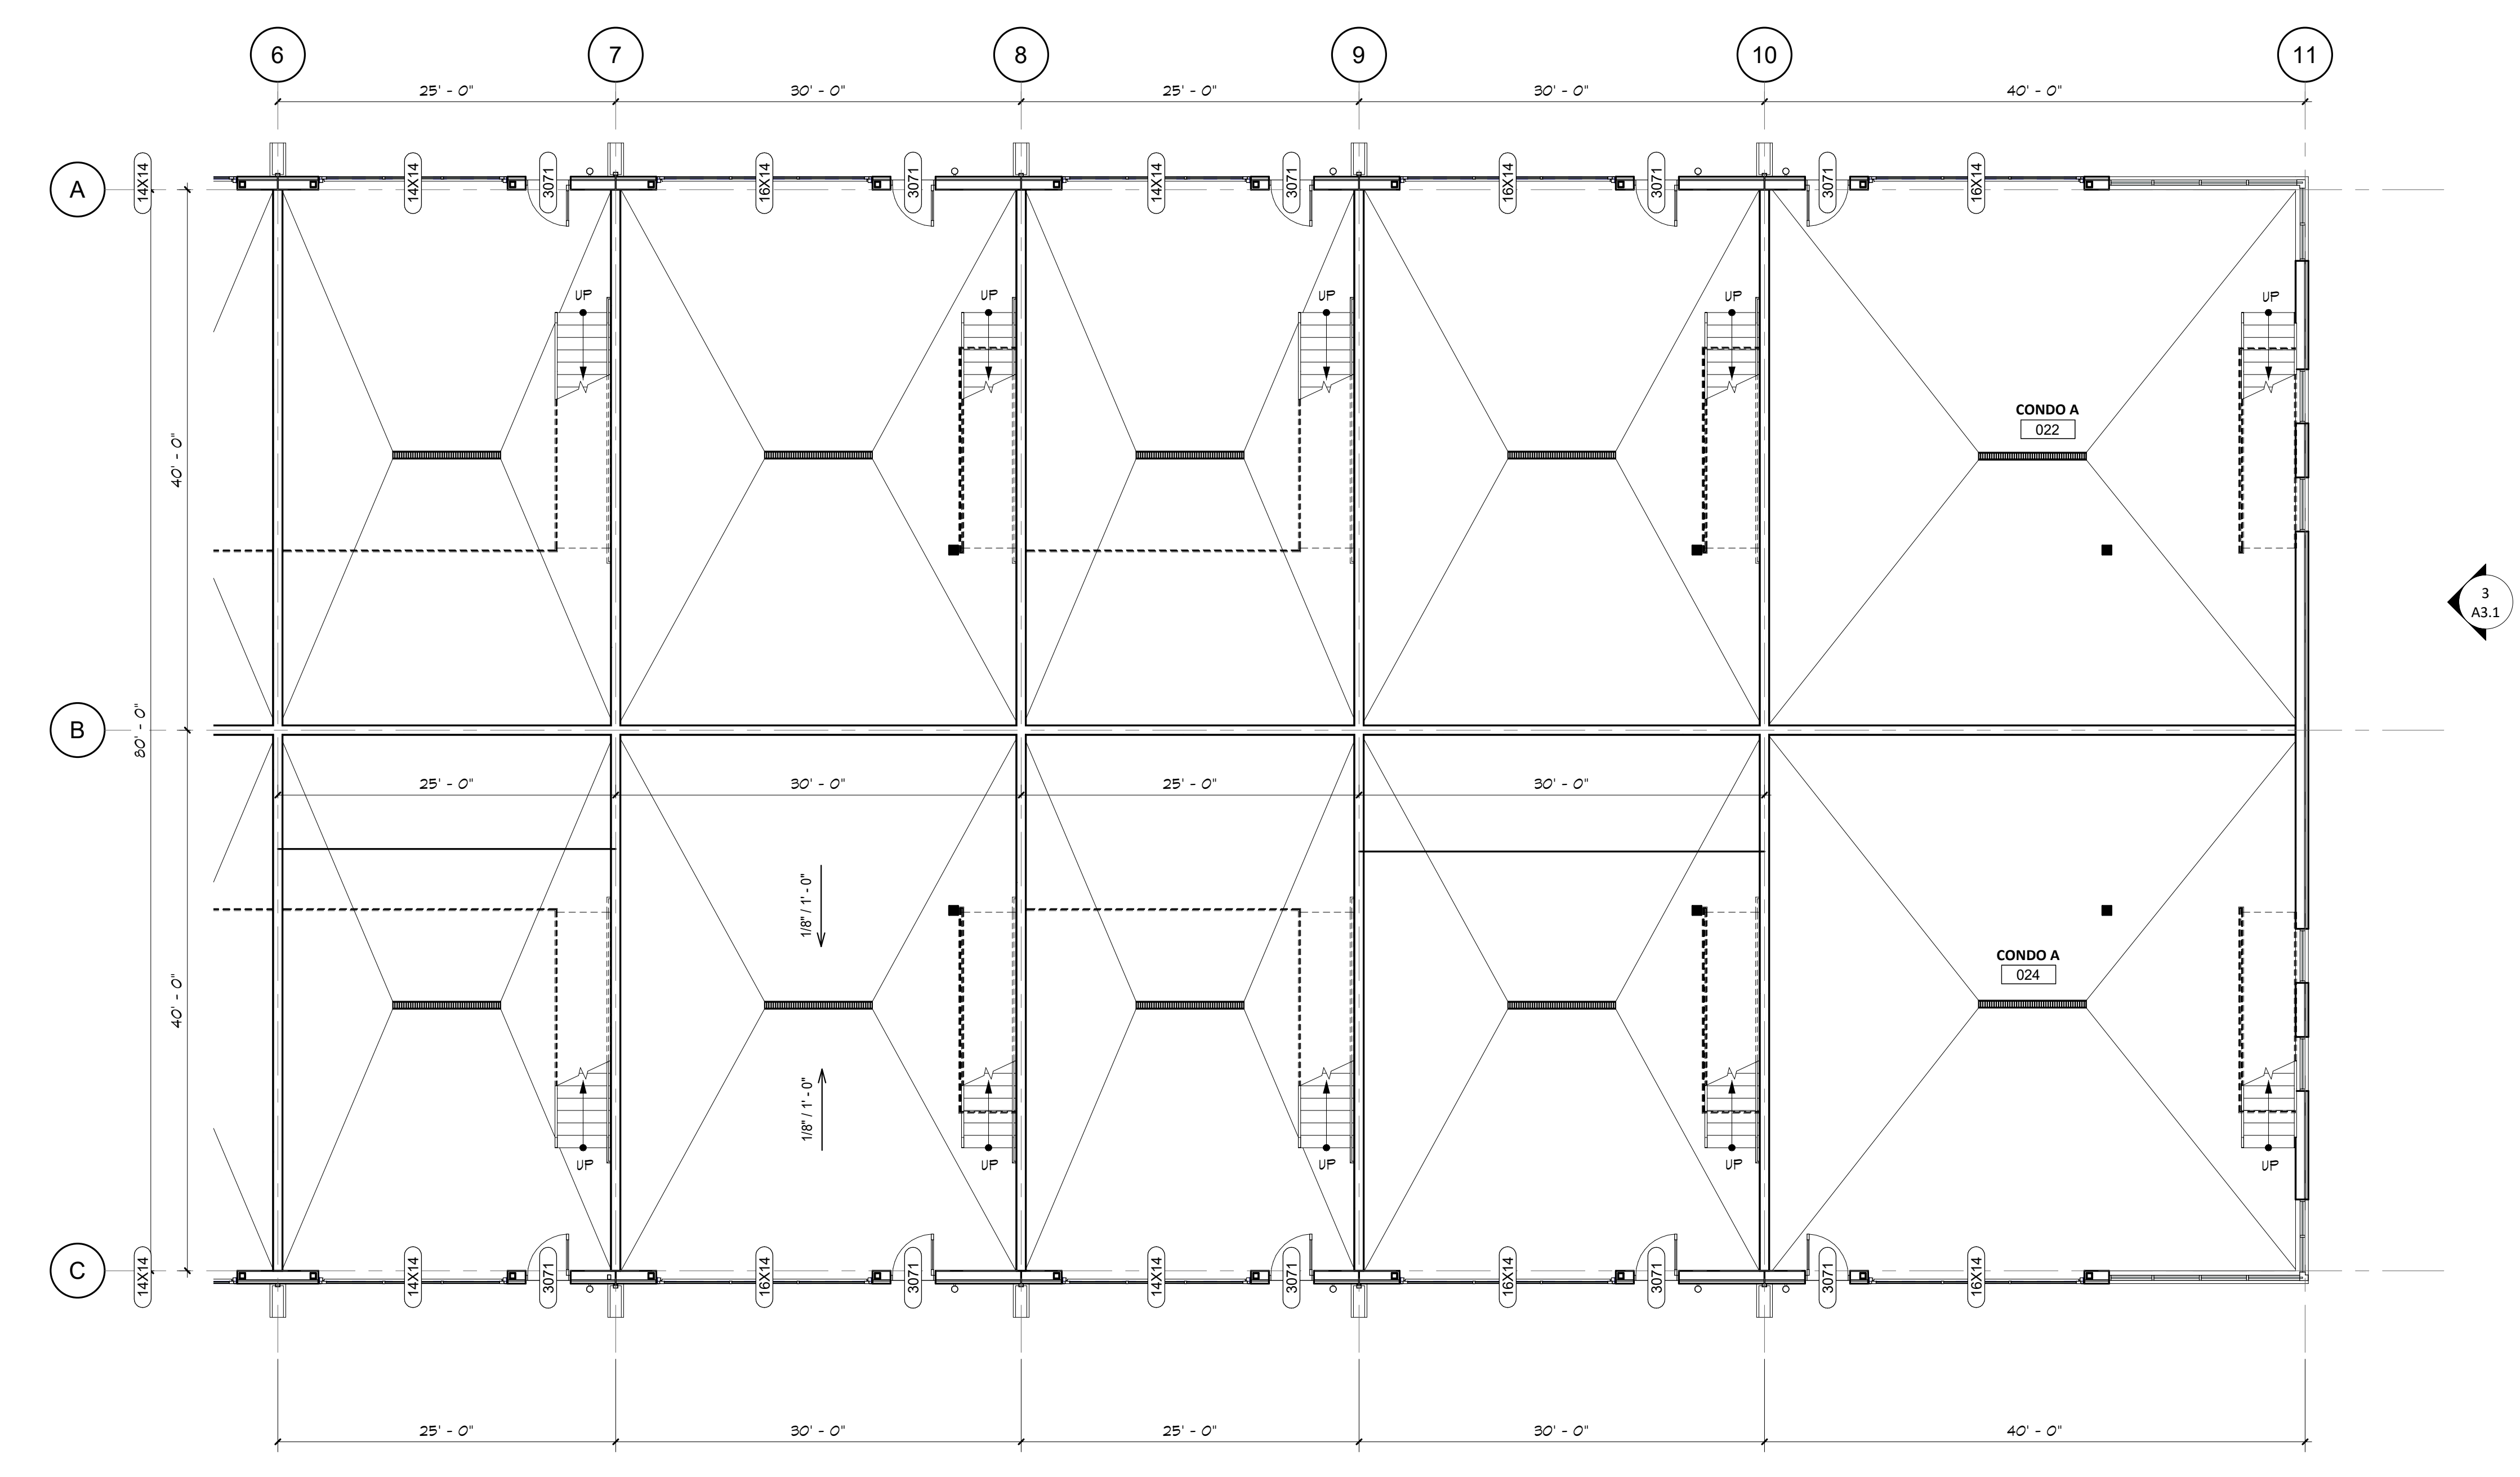 6
7
8
9
10
11
25' - 0"
30' - 0"
25' - 0"
30' - 0"
40' - 0"
A
14X14
14X14
3071
16X14
3071
14X14
3071
16X14
3071
3071
16X14
UP
UP
UP
UP
UP
CONDO A
022
40' - 0"
3
A3.1
B
80' - 0"
25' - 0"
30' - 0"
25' - 0"
30' - 0"
1/8" / 1' - 0"
CONDO A
024
40' - 0"
1/8" / 1' - 0"
UP
UP
UP
UP
UP
C
14X14
14X14
3071
16X14
3071
14X14
3071
16X14
3071
3071
16X14
25' - 0"
30' - 0"
25' - 0"
30' - 0"
40' - 0"